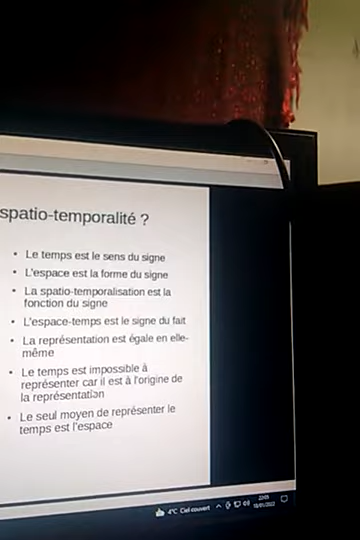 spatio-temporalité ?
• Le temps est le sens du signe
• L'espace est la forme du signe
• La spatio-temporalisation est la
fonction du signe
• L'espace-temps est le signe du fait
• La représentation est égale en elle-
même
• Le temps est impossible à
représenter car il est à l'origine de
la représentation
• Le seul moyen de représenter le
temps est l'espace
4°C Ciel couvert